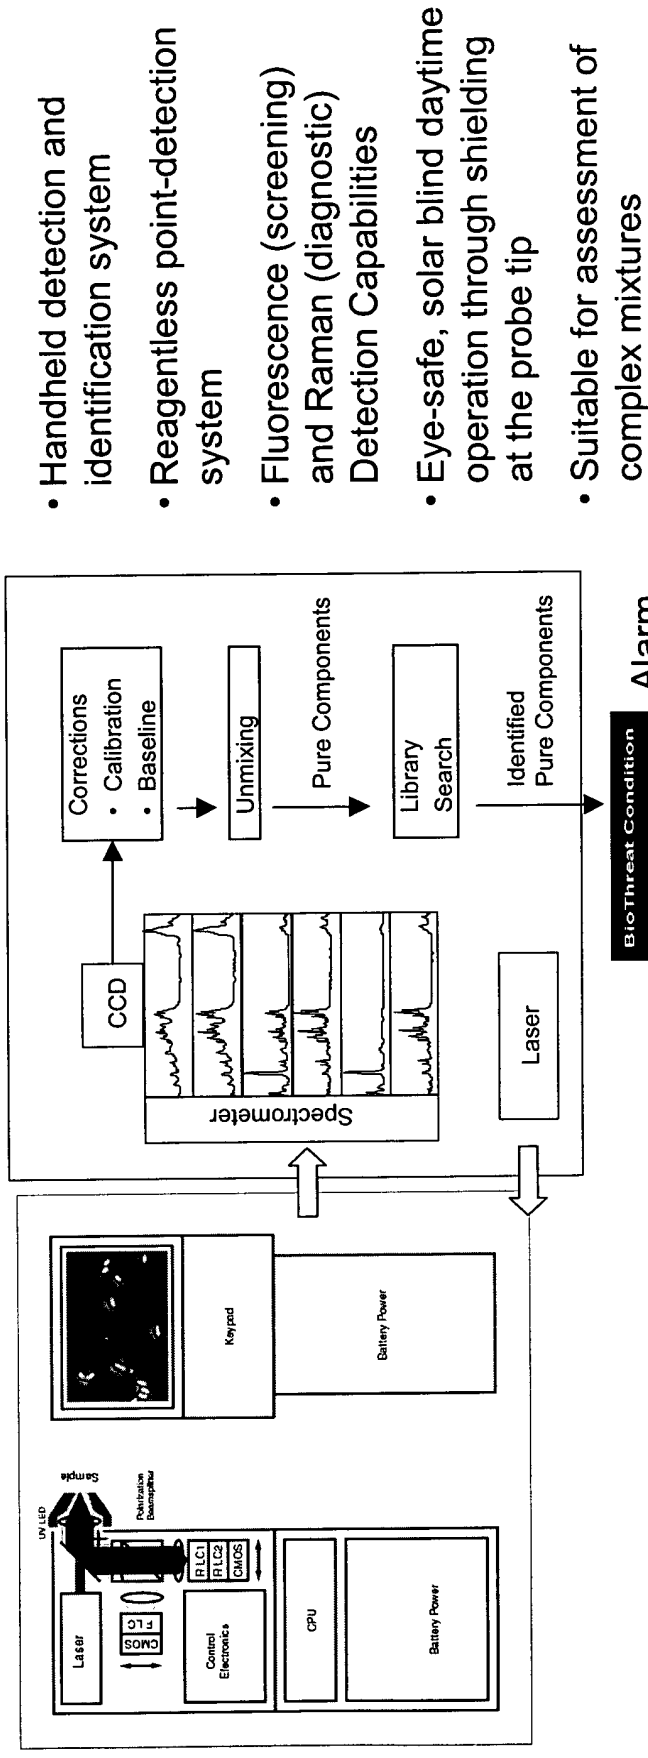 UV LED
Sample
Laser
Polarization
Beamsplitter
CMOS
FLC
RLC1
RLC2
CMOS
Control
Electronics
CPU
Battery Power
Keypad
Battery Power
Spectrometer
CCD
Corrections
• Calibration
• Baseline
Unmixing
Pure Components
Library
Search
Identified
Pure Components
Laser
BioThreat Condition
Alarm
• Handheld detection and
identification system
• Reagentless point-detection
system
• Fluorescence (screening)
and Raman (diagnostic)
Detection Capabilities
• Eye-safe, solar blind daytime
operation through shielding
at the probe tip
• Suitable for assessment of
complex mixtures